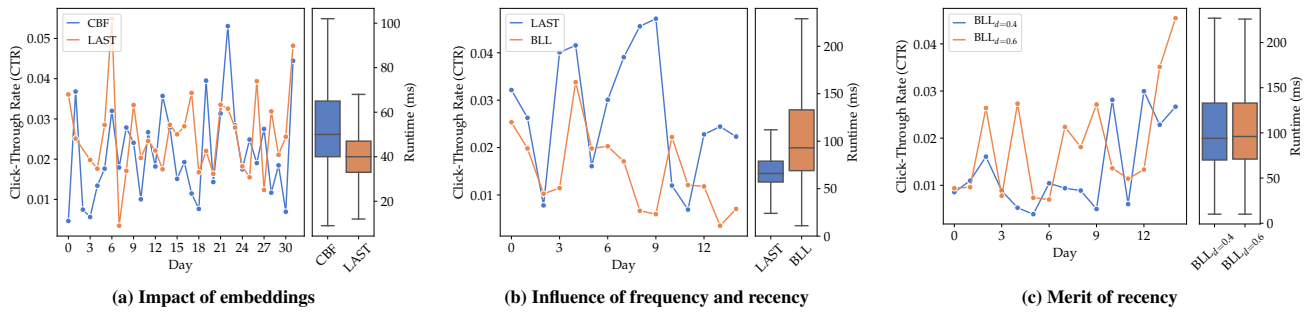 Click-Through Rate (CTR)
0.05
0.04
0.03
0.02
0.01
CBF
LAST
0 3 6 9 12 15 18 21 24 27 30
Day
100
80
60
40
20
Runtime (ms)
CBF
LAST
(a) Impact of embeddings
Click-Through Rate (CTR)
0.04
0.03
0.02
0.01
LAST
BLL
0 3 6 9 12
Day
200
150
100
50
0
Runtime (ms)
LAST
BLL
(b) Influence of frequency and recency
Click-Through Rate (CTR)
0.04
0.03
0.02
0.01
BLL_{d=0.4}
BLL_{d=0.6}
0 3 6 9 12
Day
200
150
100
50
0
Runtime (ms)
BLL_{d=0.4}
BLL_{d=0.6}
(c) Merit of recency